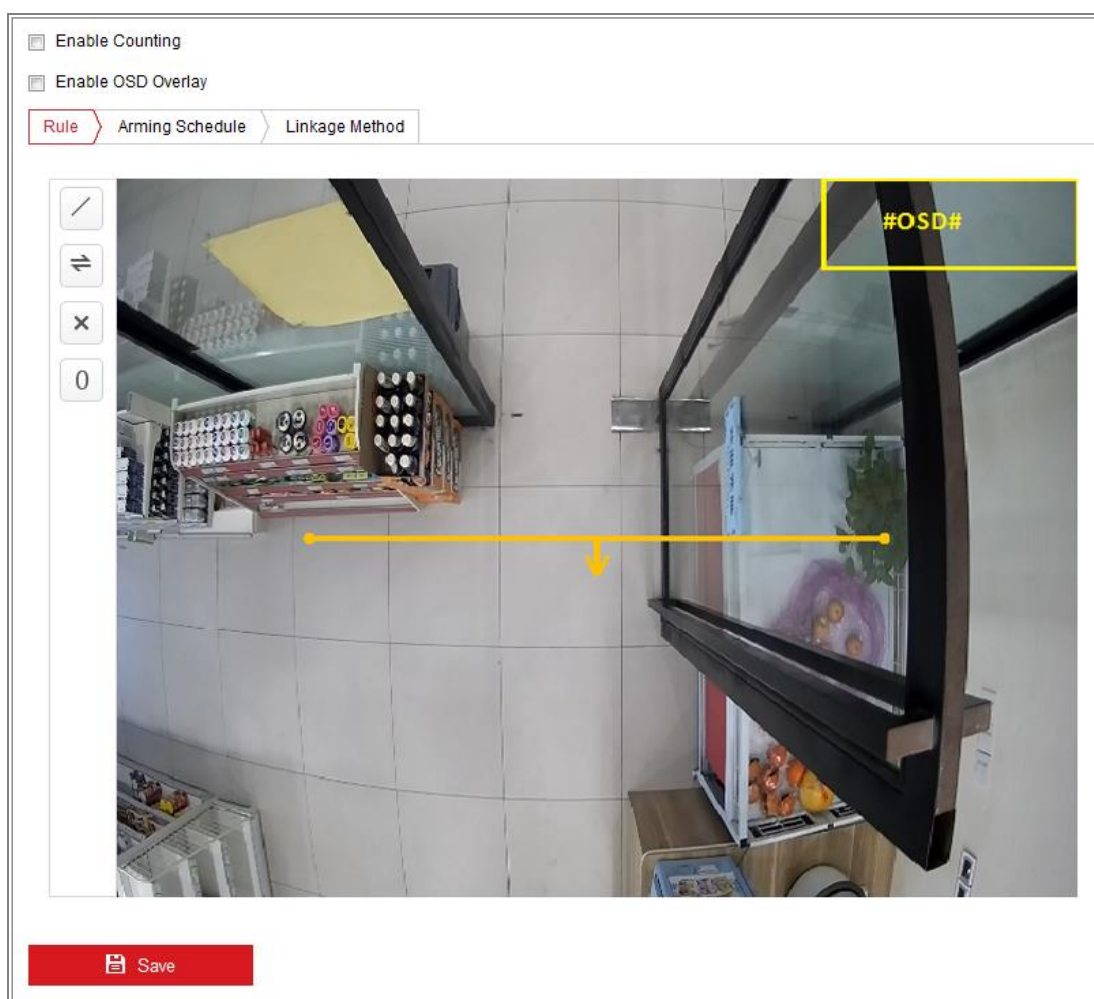 Enable Counting
Enable OSD Overlay
Rule Arming Schedule Linkage Method
#OSD#
0
Save